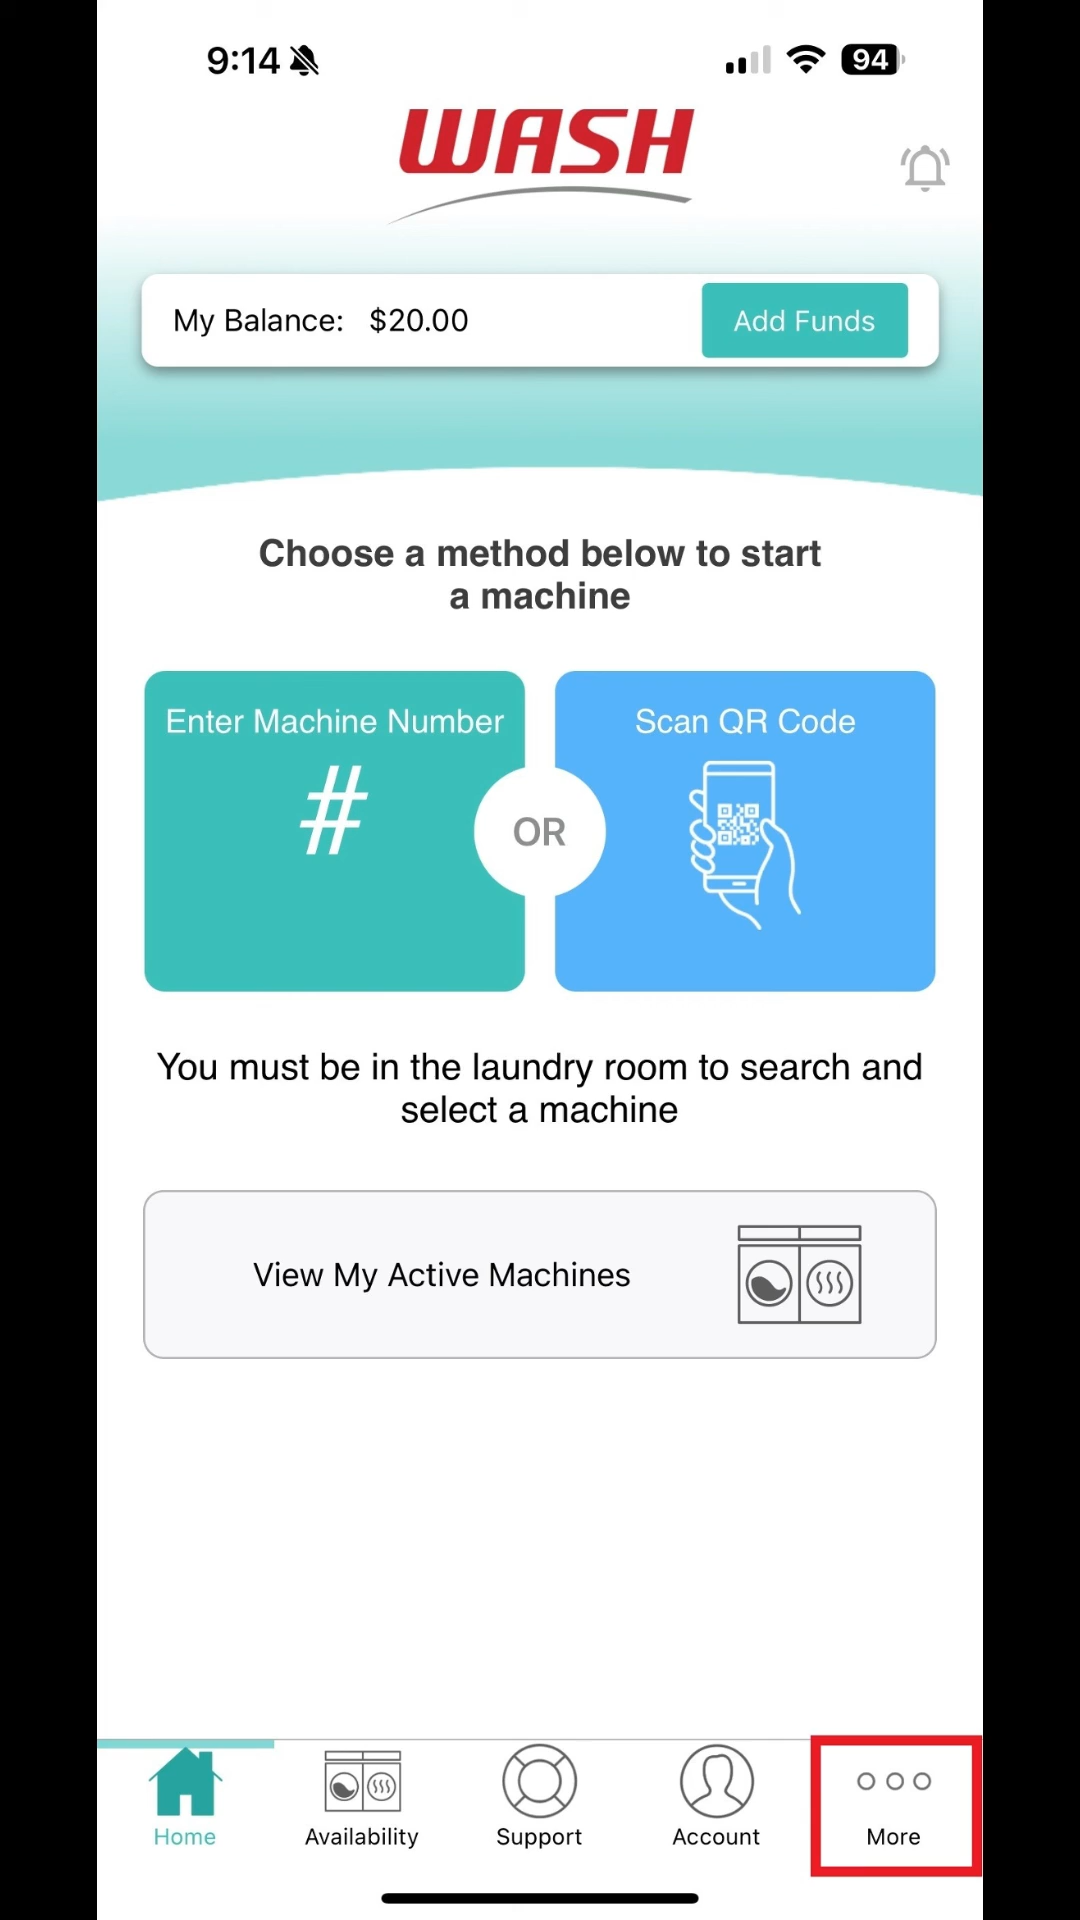 9:14
94
WASH
My Balance: $20.00
Add Funds
Choose a method below to start
a machine
Enter Machine Number
#
OR
Scan QR Code
You must be in the laundry room to search and
select a machine
View My Active Machines
Home
Availability
Support
Account
More